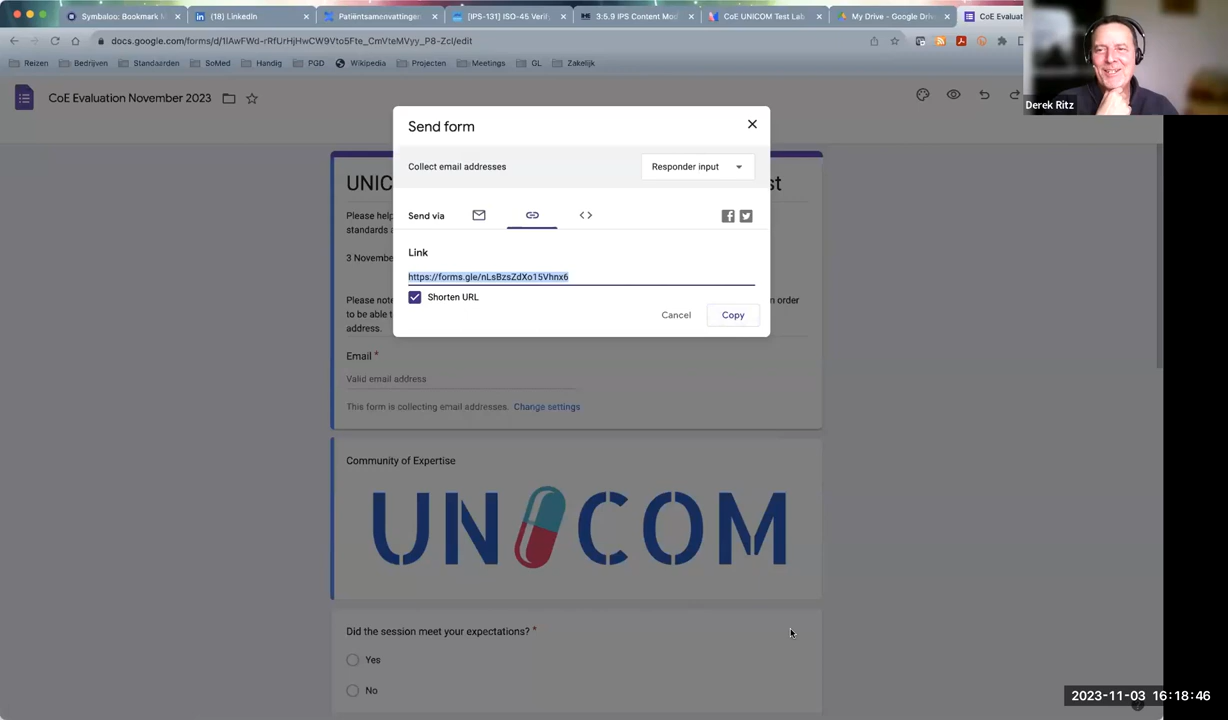 Symbaloo: Bookmark M
(18) LinkedIn
Patiëntsamenvattingen
[IPS-131] ISO-45 Verif
3:5.9 IPS Content Mod
CoE UNICOM Test Lab
My Drive - Google Driv
CoE Evaluat
docs.google.com/forms/d/1IAwFWd-rRfUrHjHwCW9Vto5Fte_CmVteMVyy_P8-ZcI/edit
Reizen
Bedrijven
Standaarden
SoMed
Handig
PGD
Wikipedia
Projecten
Meetings
GL
Zakelijk
Derek Ritz
CoE Evaluation November 2023
Send form
Collect email addresses
Responder input
UNIC
st
Send via
Please help
standards a
Link
3 Novembe
https://forms.gle/nLsBzsZdXo15Vhnx6
Shorten URL
Please note
n order
to be able t
address.
Cancel
Copy
Email *
Valid email address
This form is collecting email addresses. Change settings
Community of Expertise
UNICOM
Did the session meet your expectations? *
Yes
No
2023-11-03 16:18:46